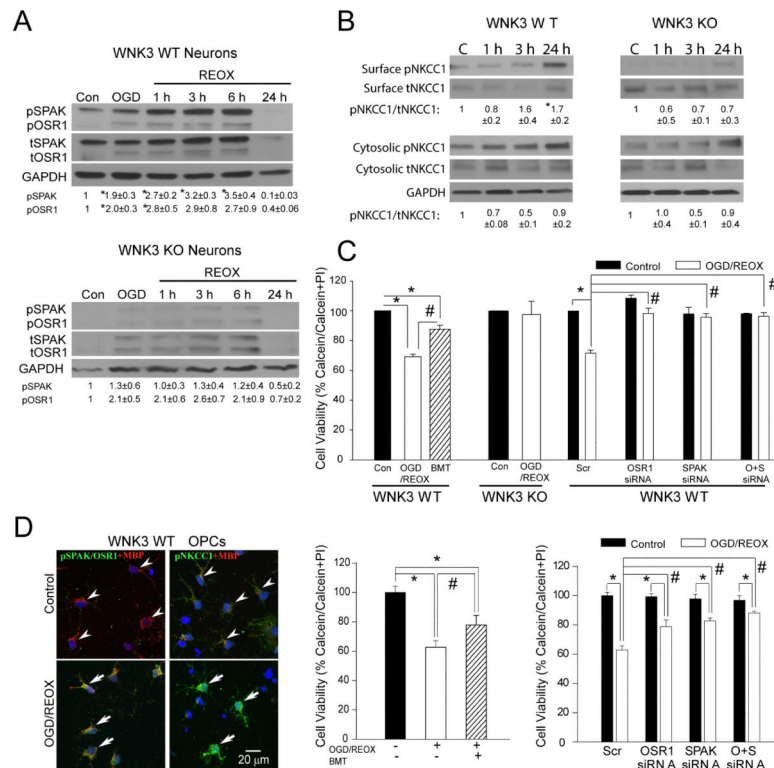 A
WNK3 WT Neurons
REOX
Con OGD 1 h 3 h 6 h 24 h
pSPAK
pOSR1
tSPAK
tOSR1
GAPDH
pSPAK 1 *1.9±0.3 *2.7±0.2 *3.2±0.3 *3.5±0.4 0.1±0.03
pOSR1 1 *2.0±0.3 *2.8±0.5 2.9±0.8 2.7±0.9 0.4±0.06
WNK3 KO Neurons
REOX
Con OGD 1 h 3 h 6 h 24 h
pSPAK
pOSR1
tSPAK
tOSR1
GAPDH
pSPAK 1 1.3±0.6 1.0±0.3 1.3±0.4 1.2±0.4 0.5±0.2
pOSR1 1 2.1±0.5 2.1±0.6 2.6±0.7 2.1±0.9 0.7±0.2
B
WNK3 W T WNK3 KO
C 1 h 3 h 24 h C 1 h 3 h 24 h
Surface pNKCC1
Surface tNKCC1
pNKCC1/tNKCC1: 1 0.8 1.6 *1.7 1 0.6 0.7 0.7
±0.2 ±0.4 ±0.2 ±0.5 ±0.1 ±0.3
Cytosolic pNKCC1
Cytosolic tNKCC1
GAPDH
pNKCC1/tNKCC1: 1 0.7 0.5 0.9 1 1.0 0.5 0.9
±0.08 ±0.1 ±0.2 ±0.4 ±0.1 ±0.4
C
Cell Viability (% Calcein/Calcein+PI)
120
100
80
60
40
20
0
Control OGD/REOX
* * # * # # #
Con OGD BMT Con OGD Scr OSR1 SPAK O+S
/REOX /REOX siRNA siRNA siRNA
WNK3 WT WNK3 KO WNK3 WT
D
WNK3 WT OPCs
pSPAK/OSR1+MBP pNKCC1+MBP
Control
OGD/REOX
20 µm
Cell Viability (% Calcein/Calcein+PI)
120
100
80
60
40
20
0
* * #
OGD/REOX - + +
BMT - - +
Cell Viability (% Calcein/Calcein+PI)
120
100
80
60
40
20
0
Control OGD/REOX
* * # * # * #
Scr OSR1 SPAK O+S
siRN A siRN A siRN A